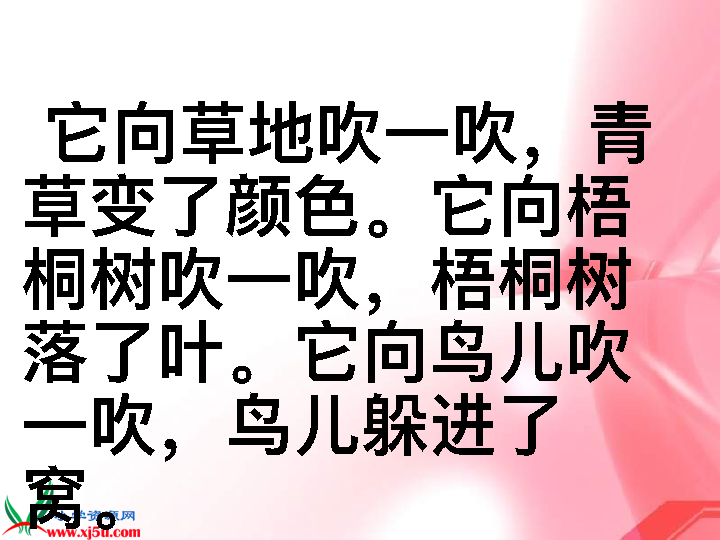 它向草地吹一吹，青
草变了颜色。它向梧
桐树吹一吹，梧桐树
落了叶。它向鸟儿吹
一吹，鸟儿躲进了
窝。
学资源网
www.xj5u.com